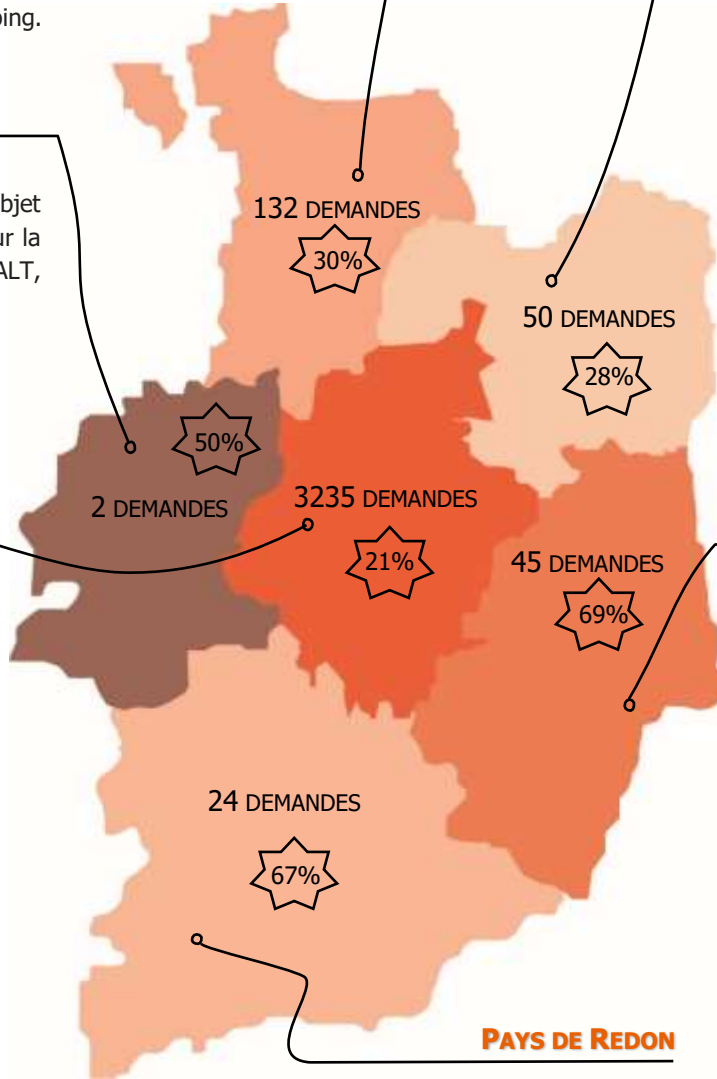 ping.
bjet
ur la
ALT,
132 DEMANDES
30%
50 DEMANDES
28%
50%
2 DEMANDES
3235 DEMANDES
21%
45 DEMANDES
69%
24 DEMANDES
67%
PAYS DE REDON